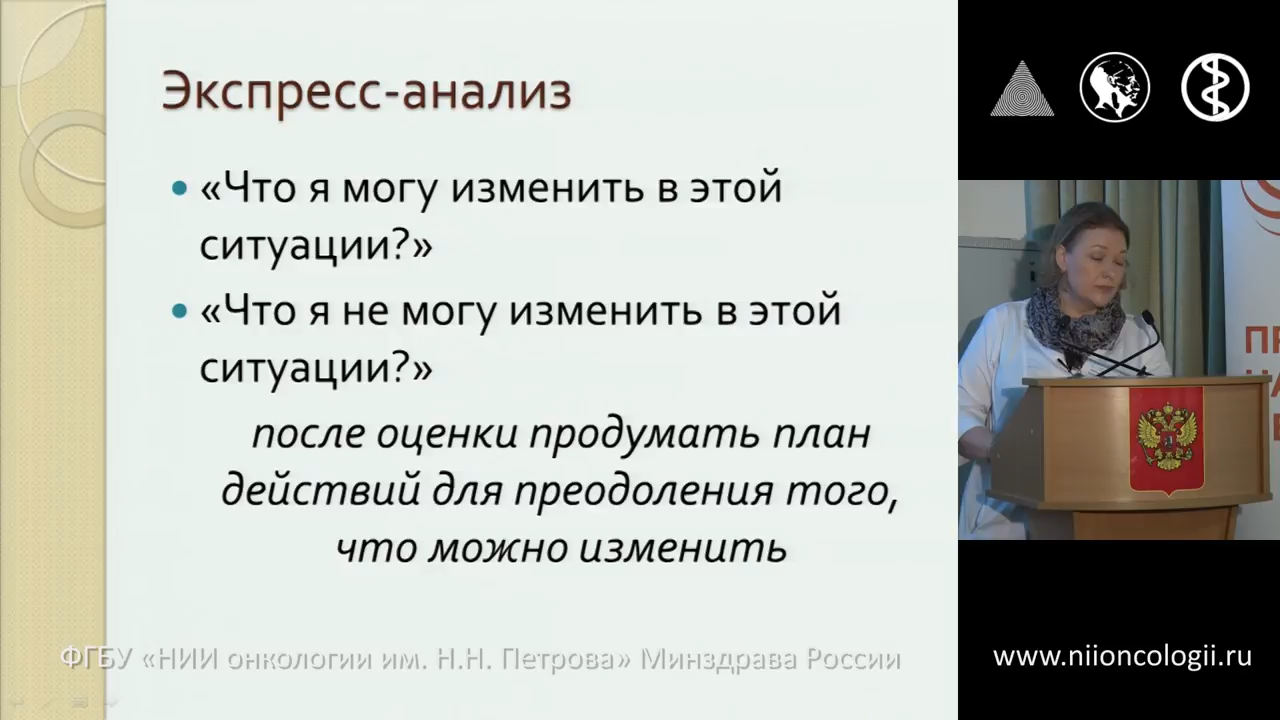 Экспресс-анализ
• «Что я могу изменить в этой
ситуации?»
• «Что я не могу изменить в этой
ситуации?»
после оценки продумать план
действий для преодоления того,
что можно изменить
ФГБУ «НИИ онкологии им. Н.Н. Петрова» Минздрава России
www.niioncologii.ru